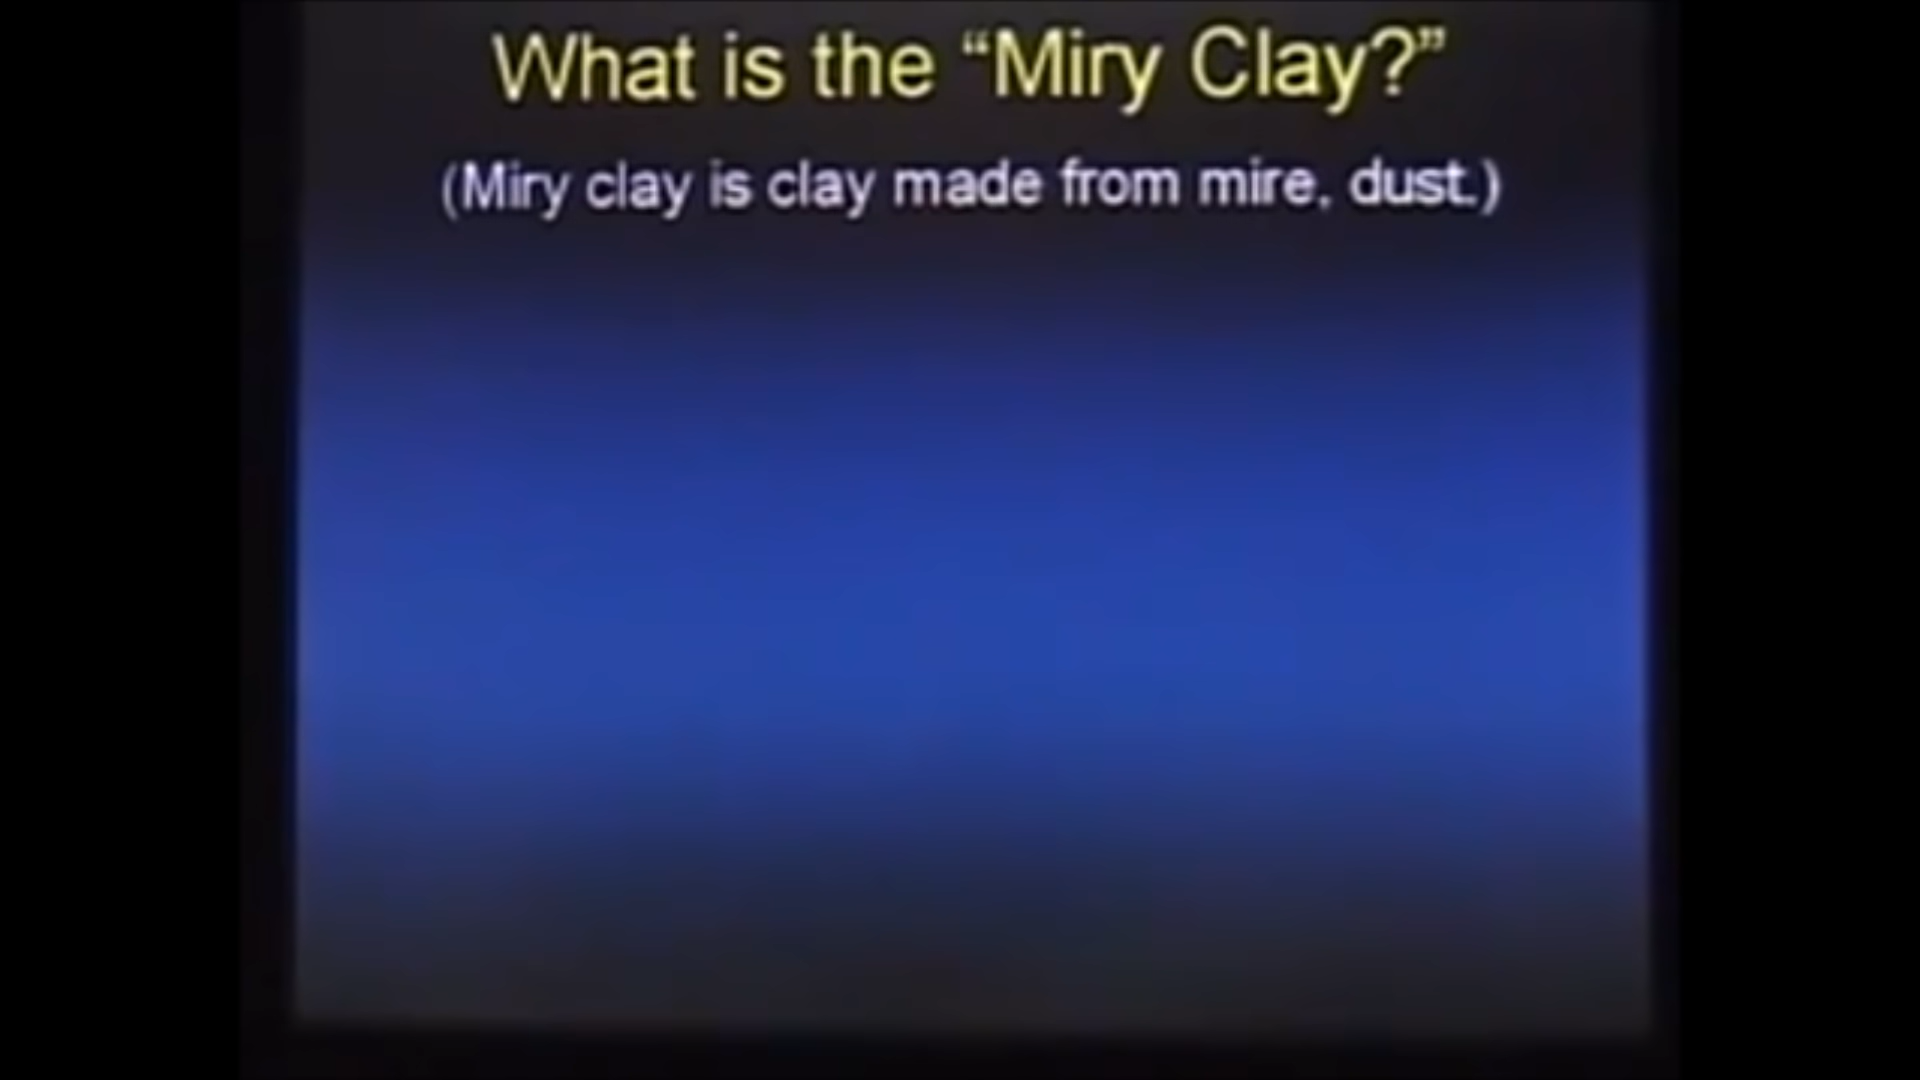 What is the “Miry Clay?”
(Miry clay is clay made from mire, dust.)